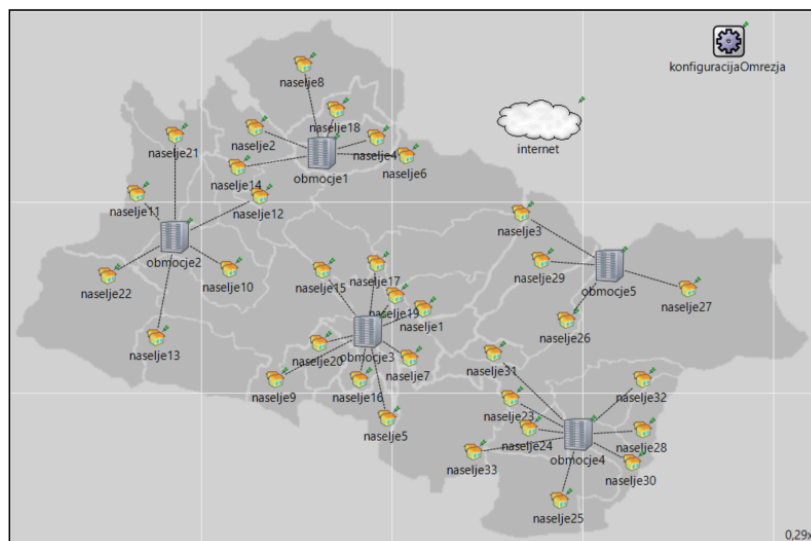 konfiguracijaOmrezja
naselje8
naselje18
internet
naselje2
naselje21
naselje4
obmocje1
naselje6
naselje14
naselje11
naselje12
naselje3
obmocje2
naselje10
naselje22
naselje15
naselje17
naselje29
obmocje5
naselje27
naselje19
naselje1
naselje26
naselje13
obmocje3
naselje20
naselje7
naselje31
naselje9
naselje16
naselje32
naselje23
naselje5
naselje24
naselje28
obmocje4
naselje33
naselje30
naselje25
0,29x